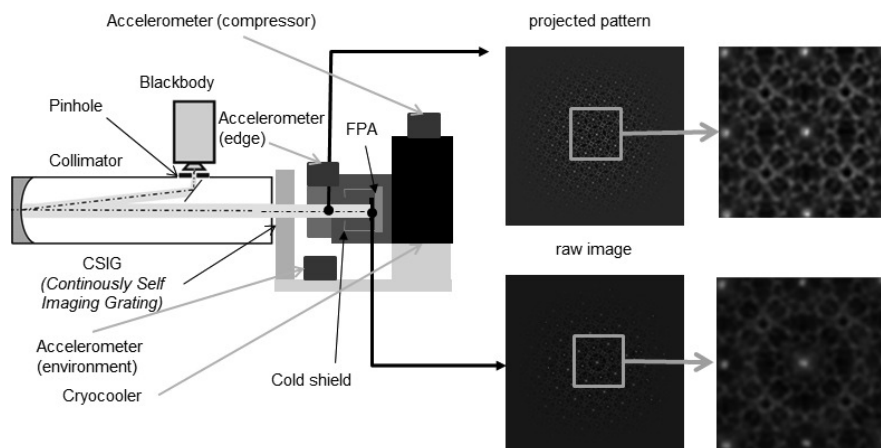 Accelerometer (compressor)
projected pattern
Blackbody
Pinhole
Accelerometer
(edge)
FPA
Collimator
raw image
CSIG
(Continously Self
Imaging Grating)
Accelerometer
(environment)
Cold shield
Cryocooler